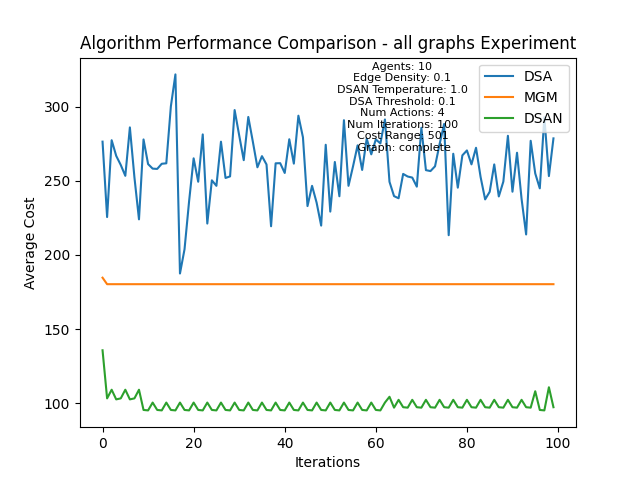 Algorithm Performance Comparison - all graphs Experiment
Agents: 10
Edge Density: 0.1
DSAN Temperature: 1.0
DSA Threshold: 0.1
Num Actions: 4
Num Iterations: 100
Cost Range: 501
Graph: complete
DSA
MGM
DSAN
Average Cost
300
250
200
150
100
0 20 40 60 80 100
Iterations